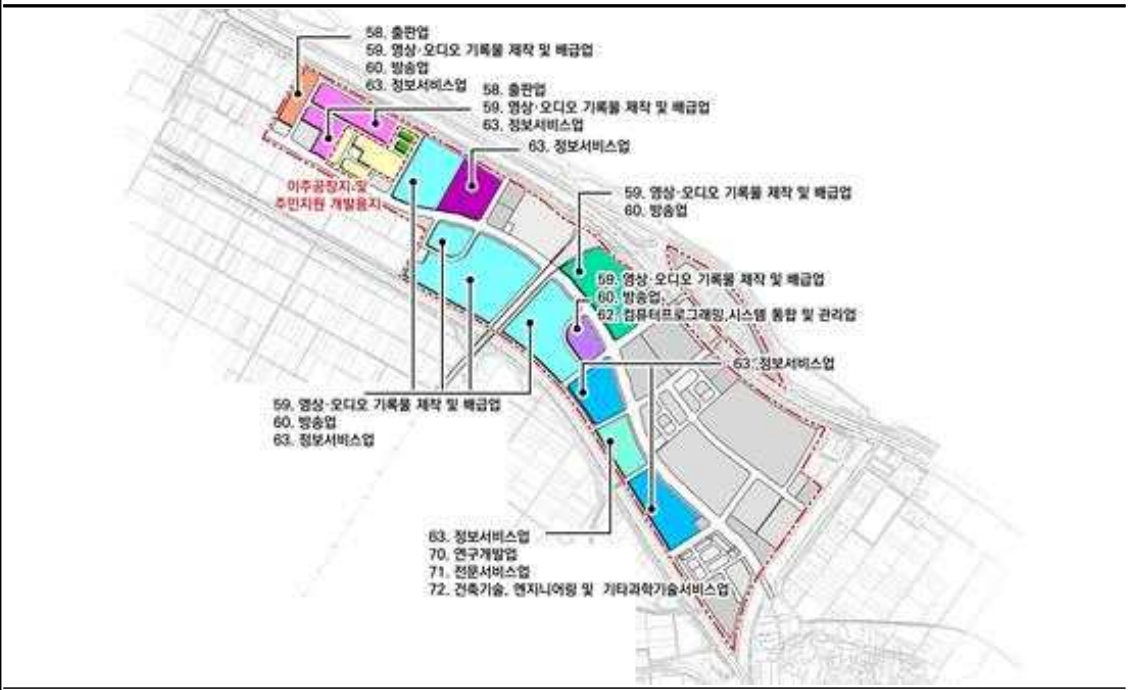 58. 출판업
59. 영상·오디오 기록물 제작 및 배급업
60. 방송업
63. 정보서비스업
58. 출판업
59. 영상·오디오 기록물 제작 및 배급업
63. 정보서비스업
63. 정보서비스업
이주공장지 및
주민지원 개발용지
59. 영상·오디오 기록물 제작 및 배급업
60. 방송업
59. 영상·오디오 기록물 제작 및 배급업
60. 방송업,
62. 컴퓨터프로그래밍,시스템 통합 및 관리업
63. 정보서비스업
59. 영상·오디오 기록물 제작 및 배급업
60. 방송업
63. 정보서비스업
63. 정보서비스업
70. 연구개발업
71. 전문서비스업
72. 건축기술, 엔지니어링 및 기타과학기술서비스업